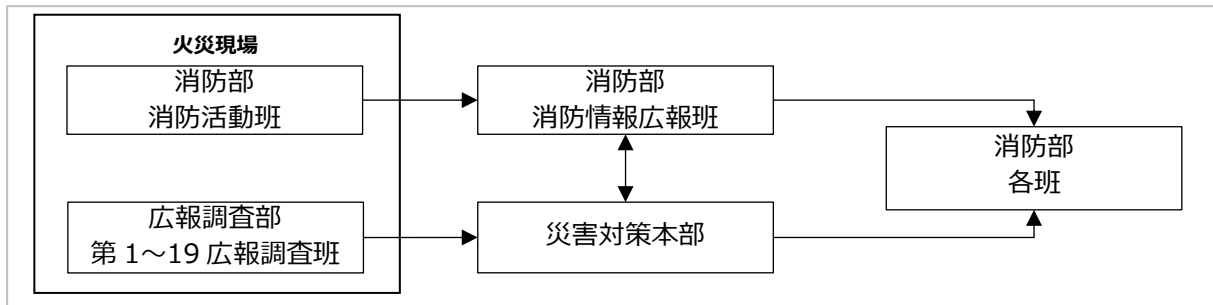 火災現場
消防部
消防活動班
消防部
消防情報広報班
消防部
各班
広報調査部
第 1～19 広報調査班
災害対策本部